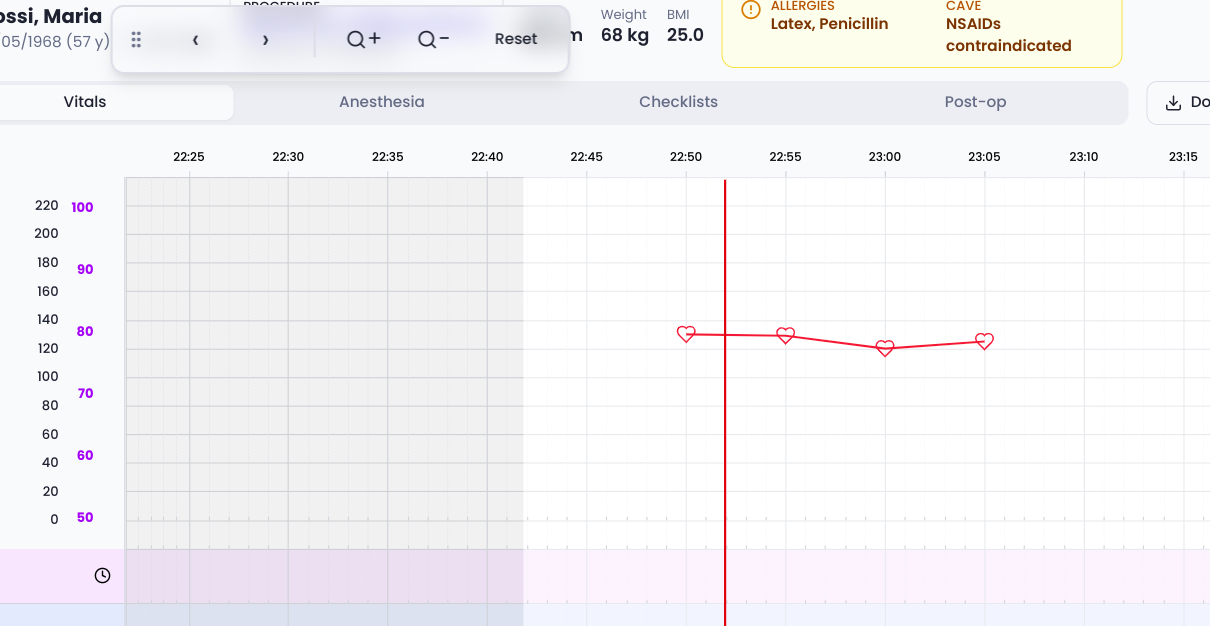 ossi, Maria
05/1968 (57 y)
‹
›
+
−
Reset
m
Weight
68 kg
BMI
25.0
ALLERGIES
Latex, Penicillin
CAVE
NSAIDs
contraindicated
Vitals
Anesthesia
Checklists
Post-op
Do
22:25 22:30 22:35 22:40 22:45 22:50 22:55 23:00 23:05 23:10 23:15
220 100
200
180 90
160
140 80
120
100 70
80
60 60
40
20 50
0